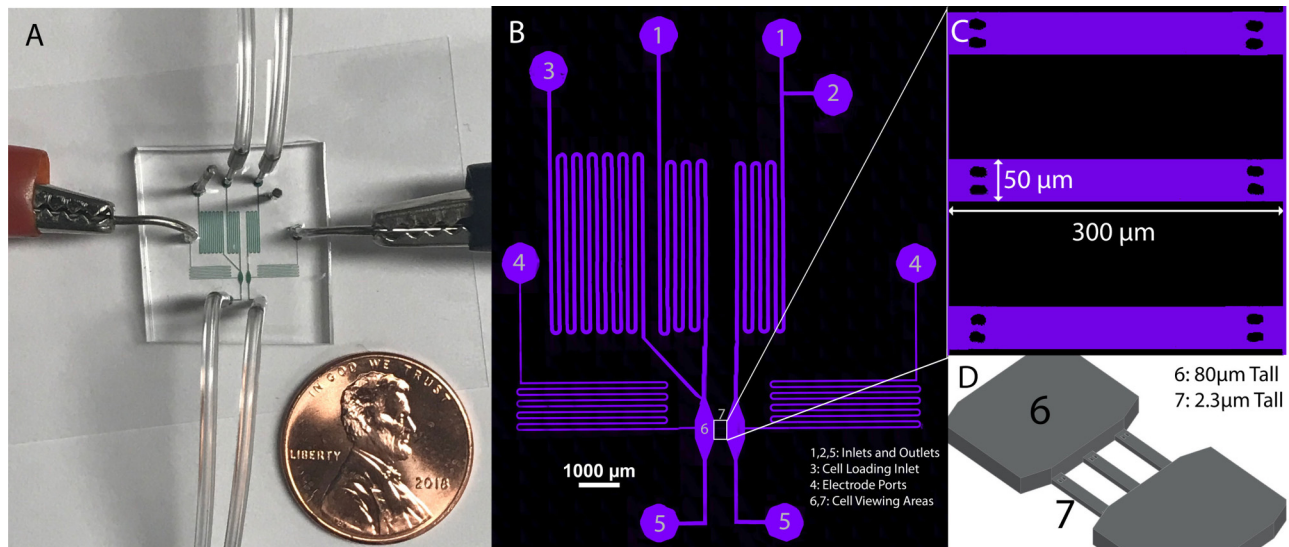 A
IN GOD WE TRUST
LIBERTY
2018
B
1
1
3
2
4
4
7
6
1000 µm
1,2,5: Inlets and Outlets
3: Cell Loading Inlet
4: Electrode Ports
6,7: Cell Viewing Areas
5
5
C
50 µm
300 µm
D
6: 80µm Tall
7: 2.3µm Tall
6
7